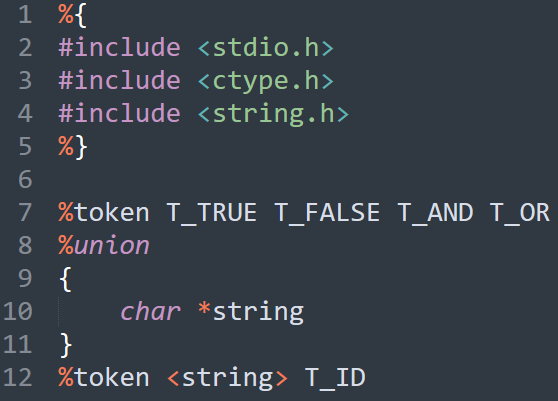 1 %{
2 #include <stdio.h>
3 #include <ctype.h>
4 #include <string.h>
5 %}
6
7 %token T_TRUE T_FALSE T_AND T_OR
8 %union
9 {
10     char *string
11 }
12 %token <string> T_ID